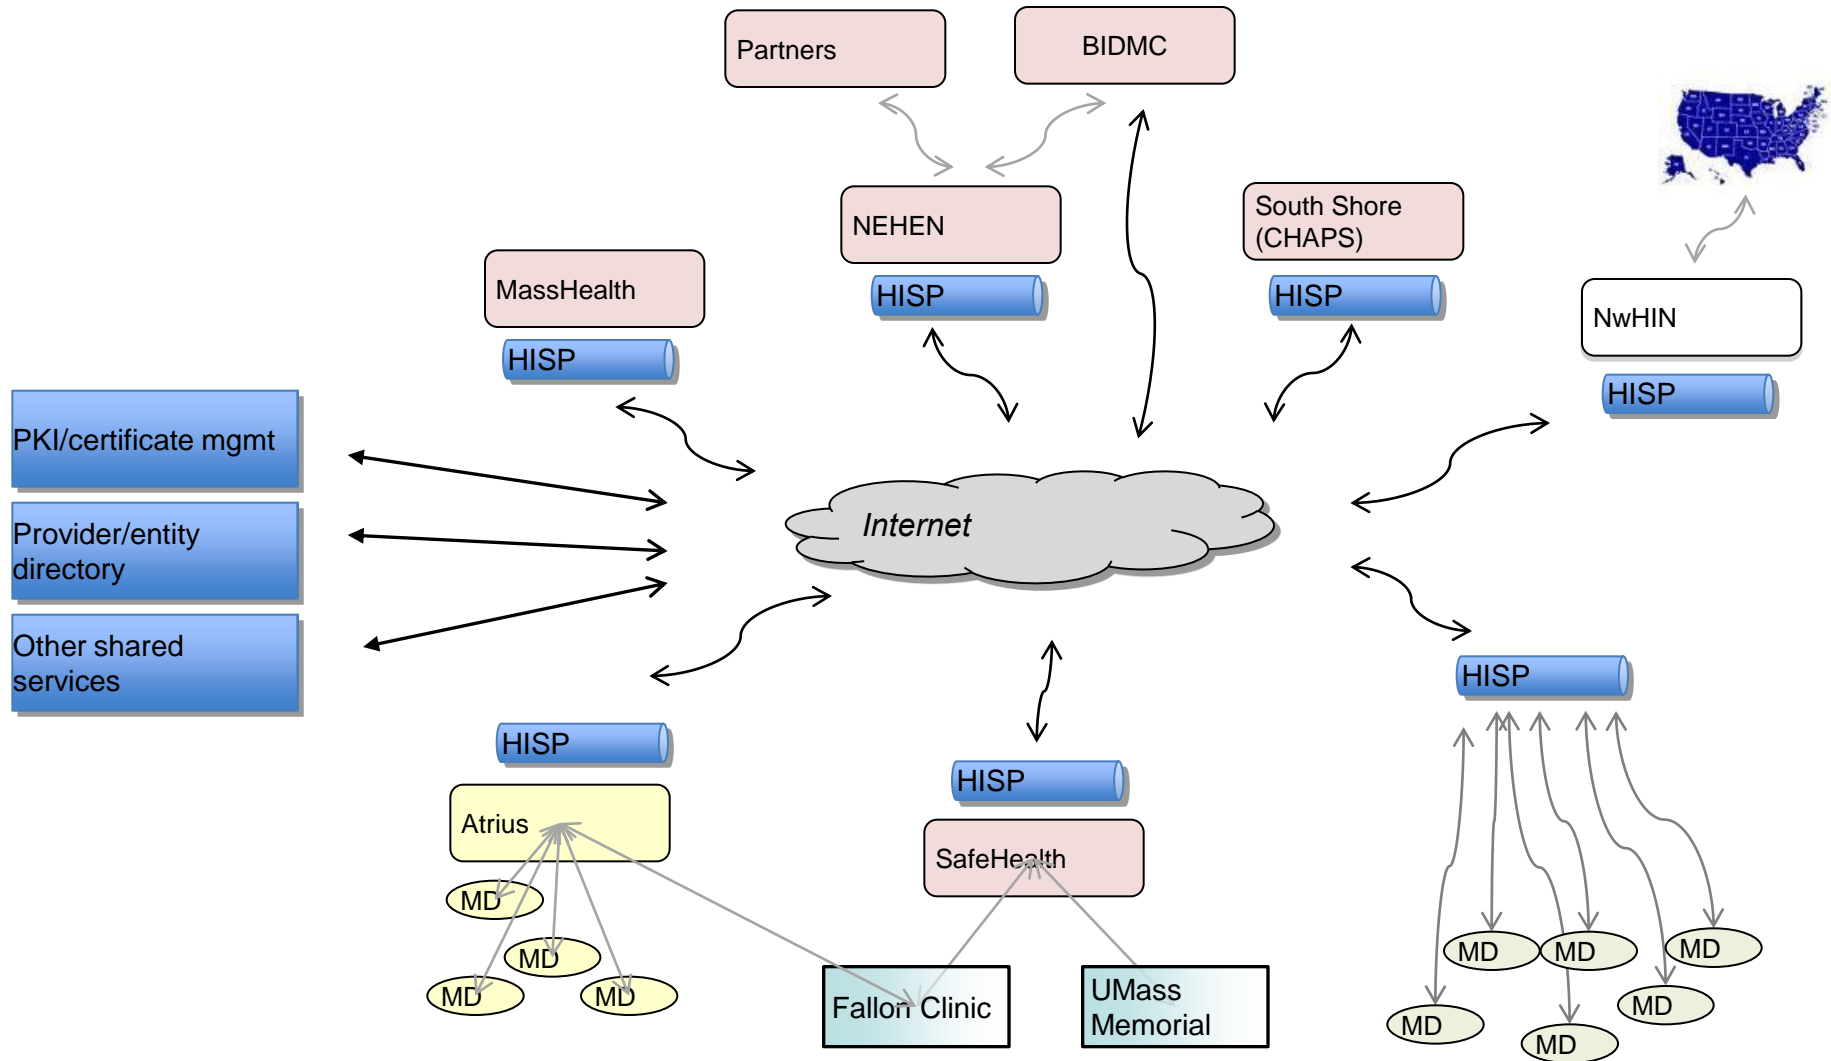 Partners
BIDMC
NEHEN
South Shore
(CHAPS)
MassHealth
HISP
HISP
HISP
NwHIN
HISP
PKI/certificate mgmt
Provider/entity
directory
Other shared
services
Internet
HISP
HISP
HISP
Atrius
SafeHealth
MD
MD
MD
MD
Fallon Clinic
UMass
Memorial
MD
MD
MD
MD
MD
MD